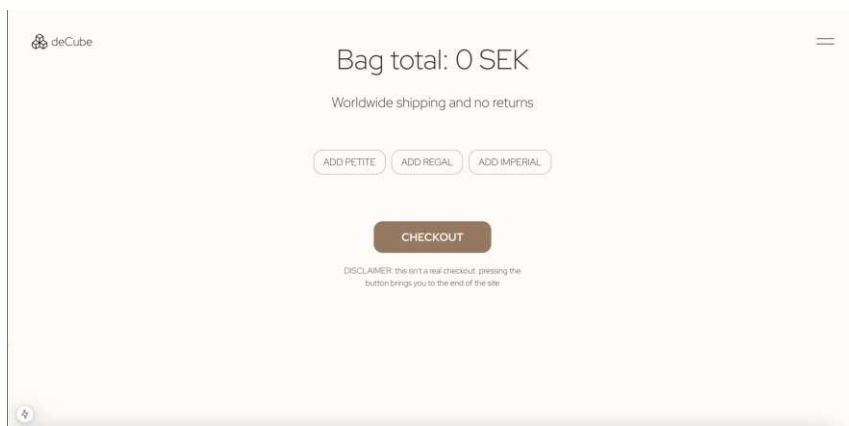 deCube
Bag total: 0 SEK
Worldwide shipping and no returns
ADD PETITE
ADD REGAL
ADD IMPERIAL
CHECKOUT
DISCLAIMER: this isn't a real checkout. pressing the
button brings you to the end of the site